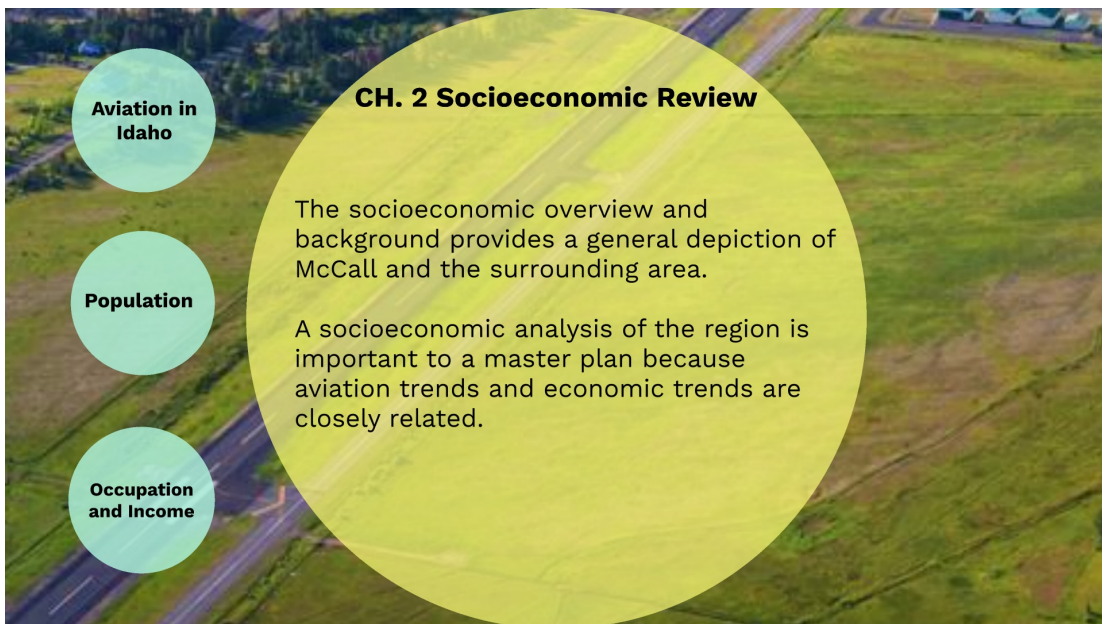 CH. 2 Socioeconomic Review
Aviation in
Idaho
Population
Occupation
and Income
The socioeconomic overview and
background provides a general depiction of
McCall and the surrounding area.
A socioeconomic analysis of the region is
important to a master plan because
aviation trends and economic trends are
closely related.